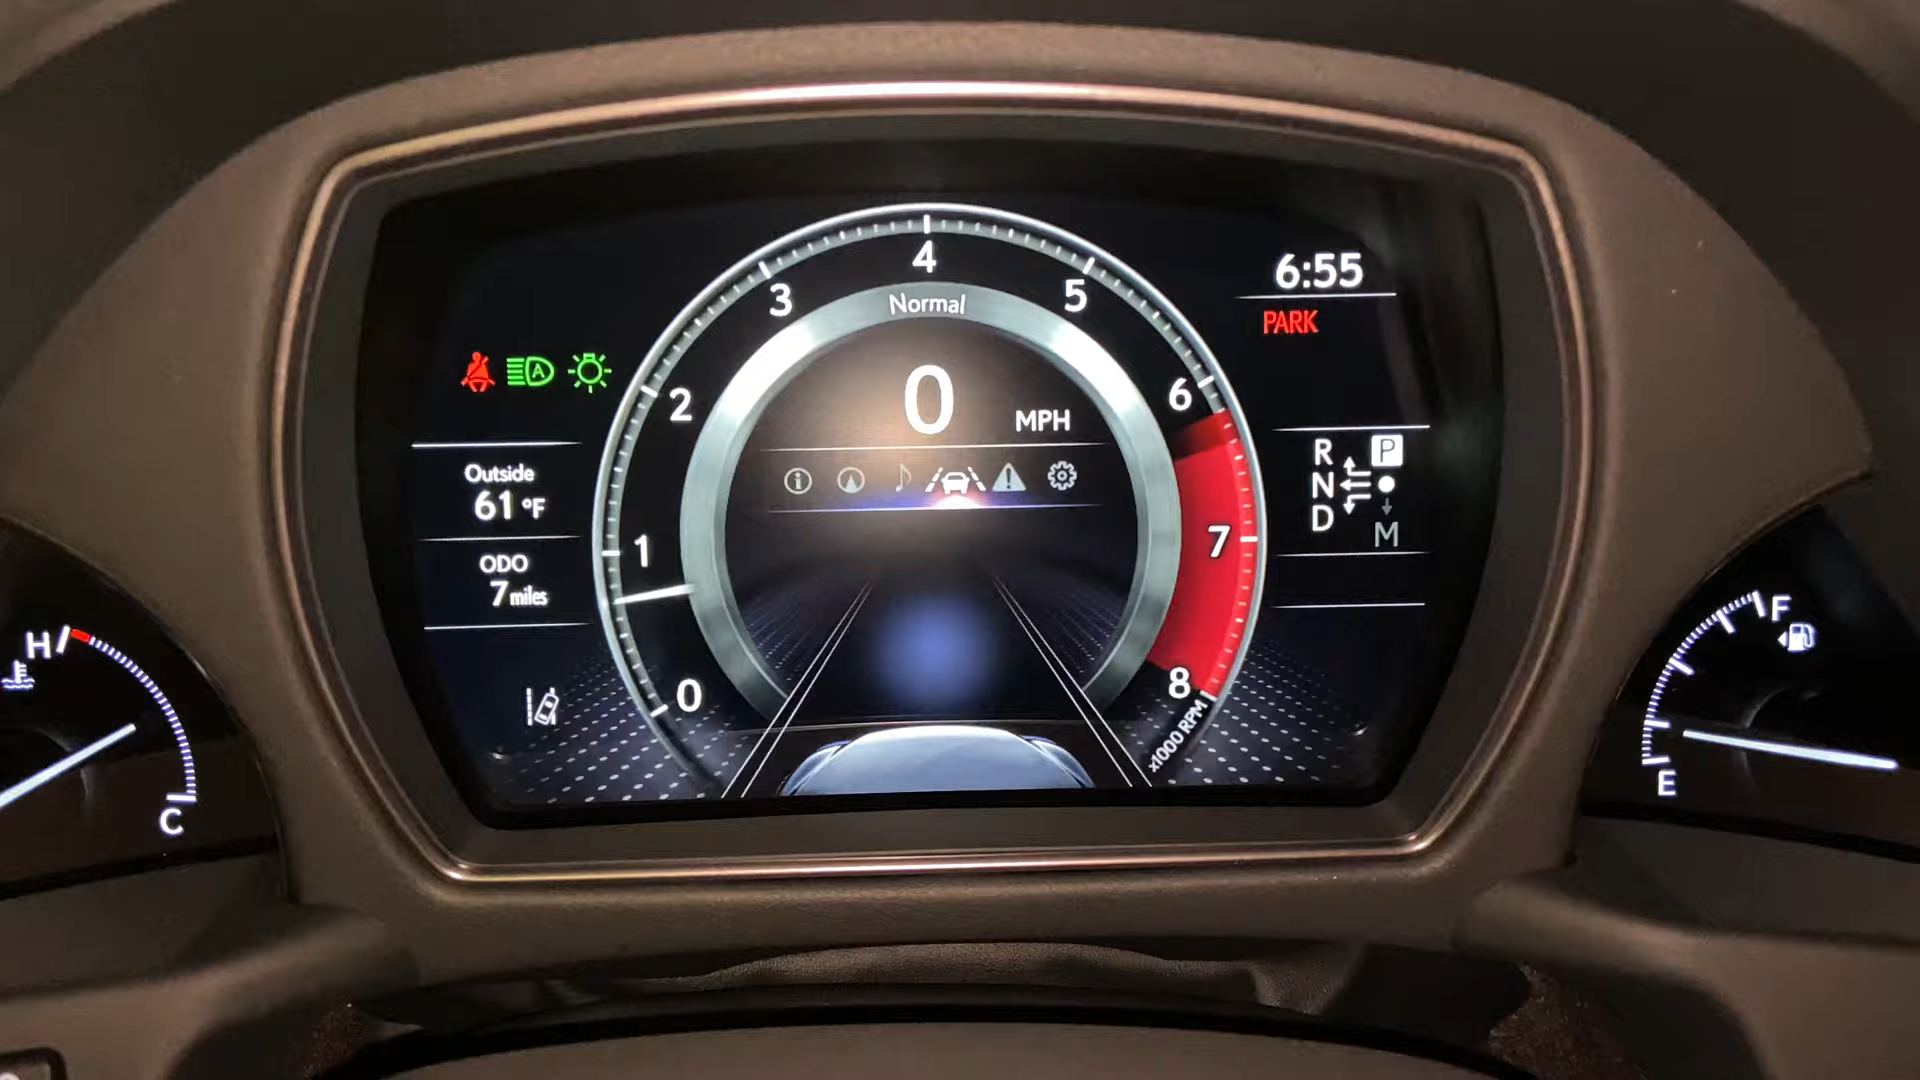 6:55
PARK
Normal
0 MPH
Outside
61 °F
ODO
7 miles
0
1
2
3
4
5
6
7
8
x1000 RPM
A
R P
N
D M
H
C
F
E